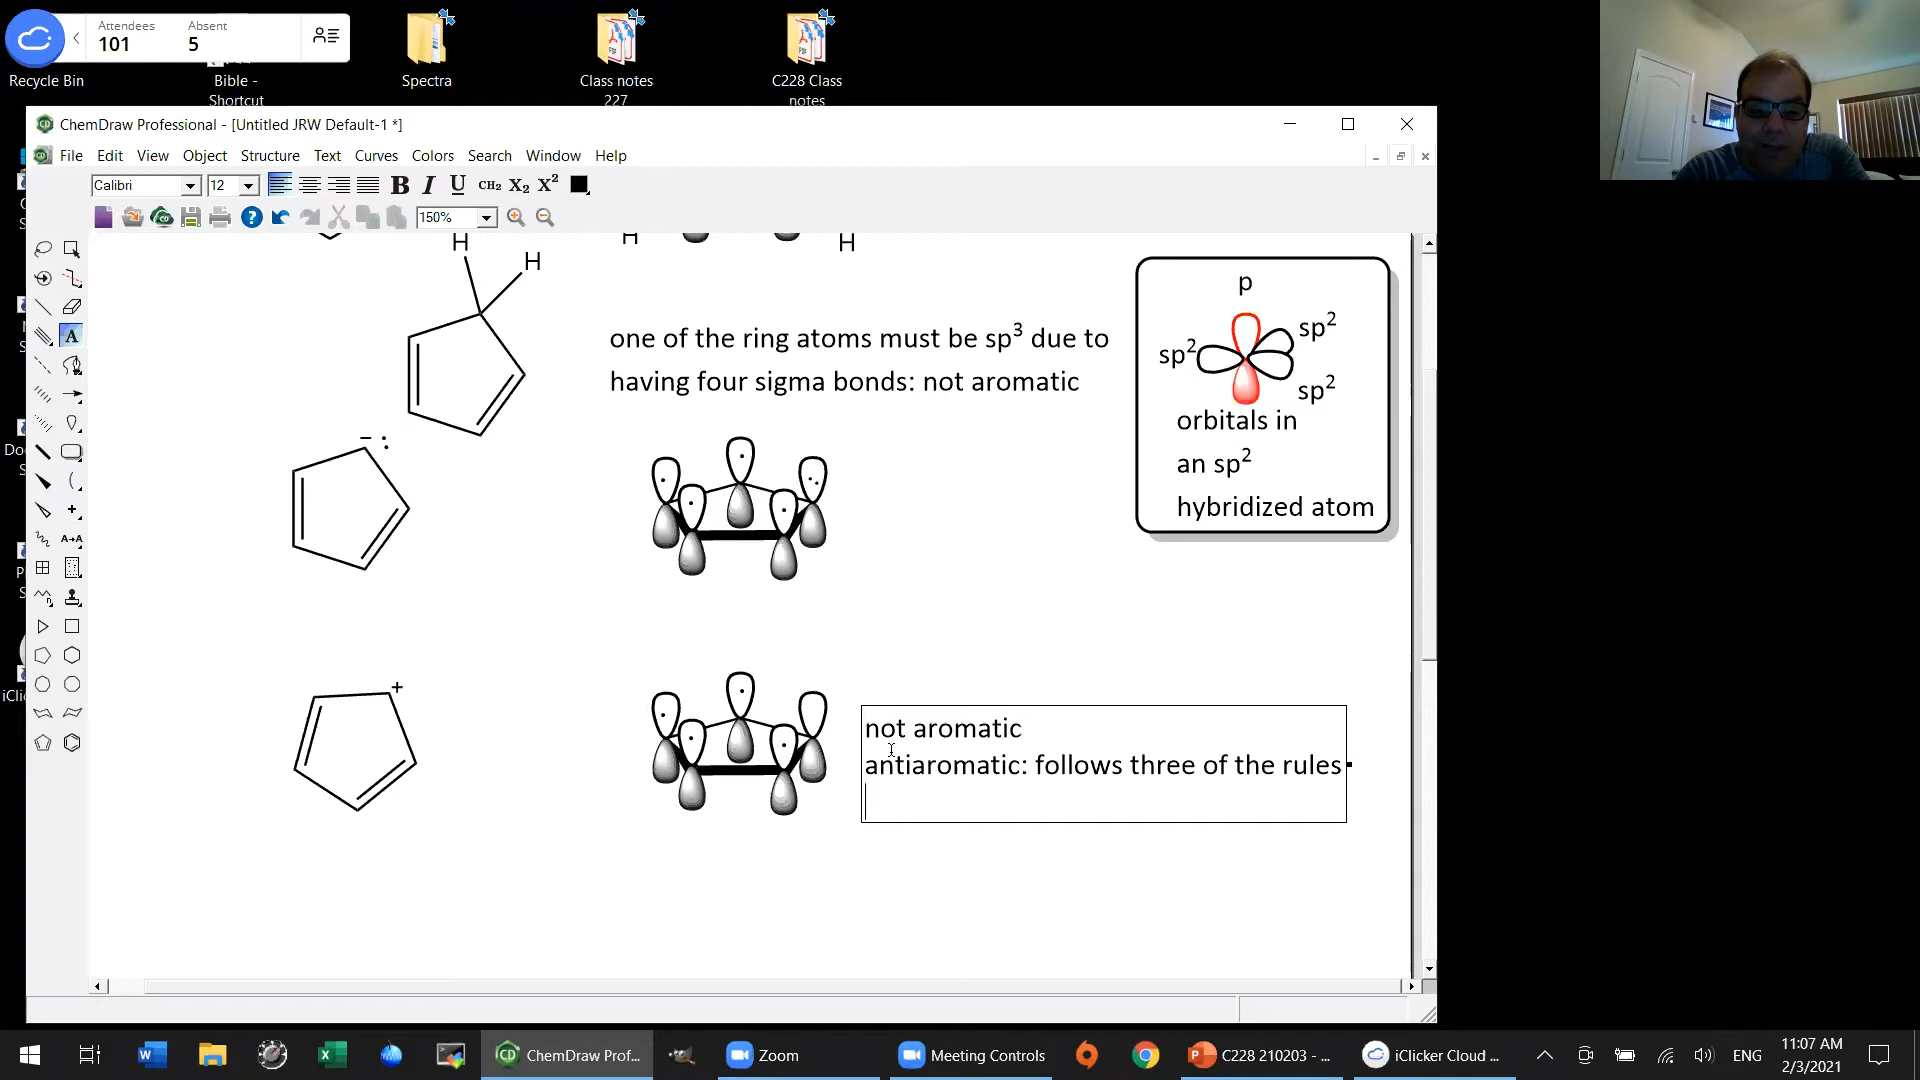 Attendees
101
Absent
5
Recycle Bin
Bible -
Shortcut
Spectra
Class notes
227
C228 Class
notes
ChemDraw Professional - [Untitled JRW Default-1 *]
File Edit View Object Structure Text Curves Colors Search Window Help
Calibri 12 B I U CH2 X2 X2
150%
H H H
H
p
sp2
sp2
sp2
orbitals in
an sp2
hybridized atom
one of the ring atoms must be sp3 due to
having four sigma bonds: not aromatic
- :
+
not aromatic
antiaromatic: follows three of the rules
ChemDraw Prof...
Zoom
Meeting Controls
C228 210203 - ...
iClicker Cloud ...
ENG
11:07 AM
2/3/2021